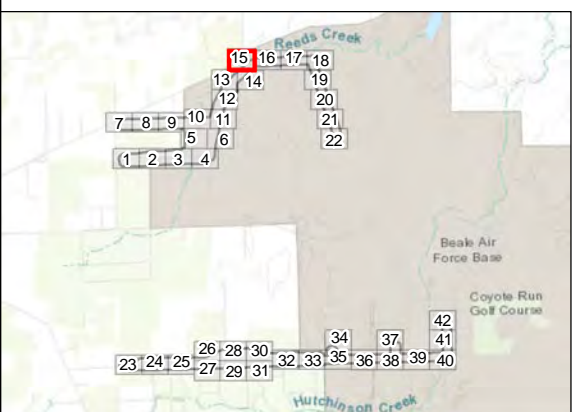 Reeds Creek
15 16 17 18
13 14 19
12 20
7 8 9 10 11 21
5 6 22
1 2 3 4
Beale Air
Force Base
Coyote Run
Golf Course
42
34 37 41
26 28 30
23 24 25 32 33 35 36 38 39 40
27 29 31
Hutchinson Creek